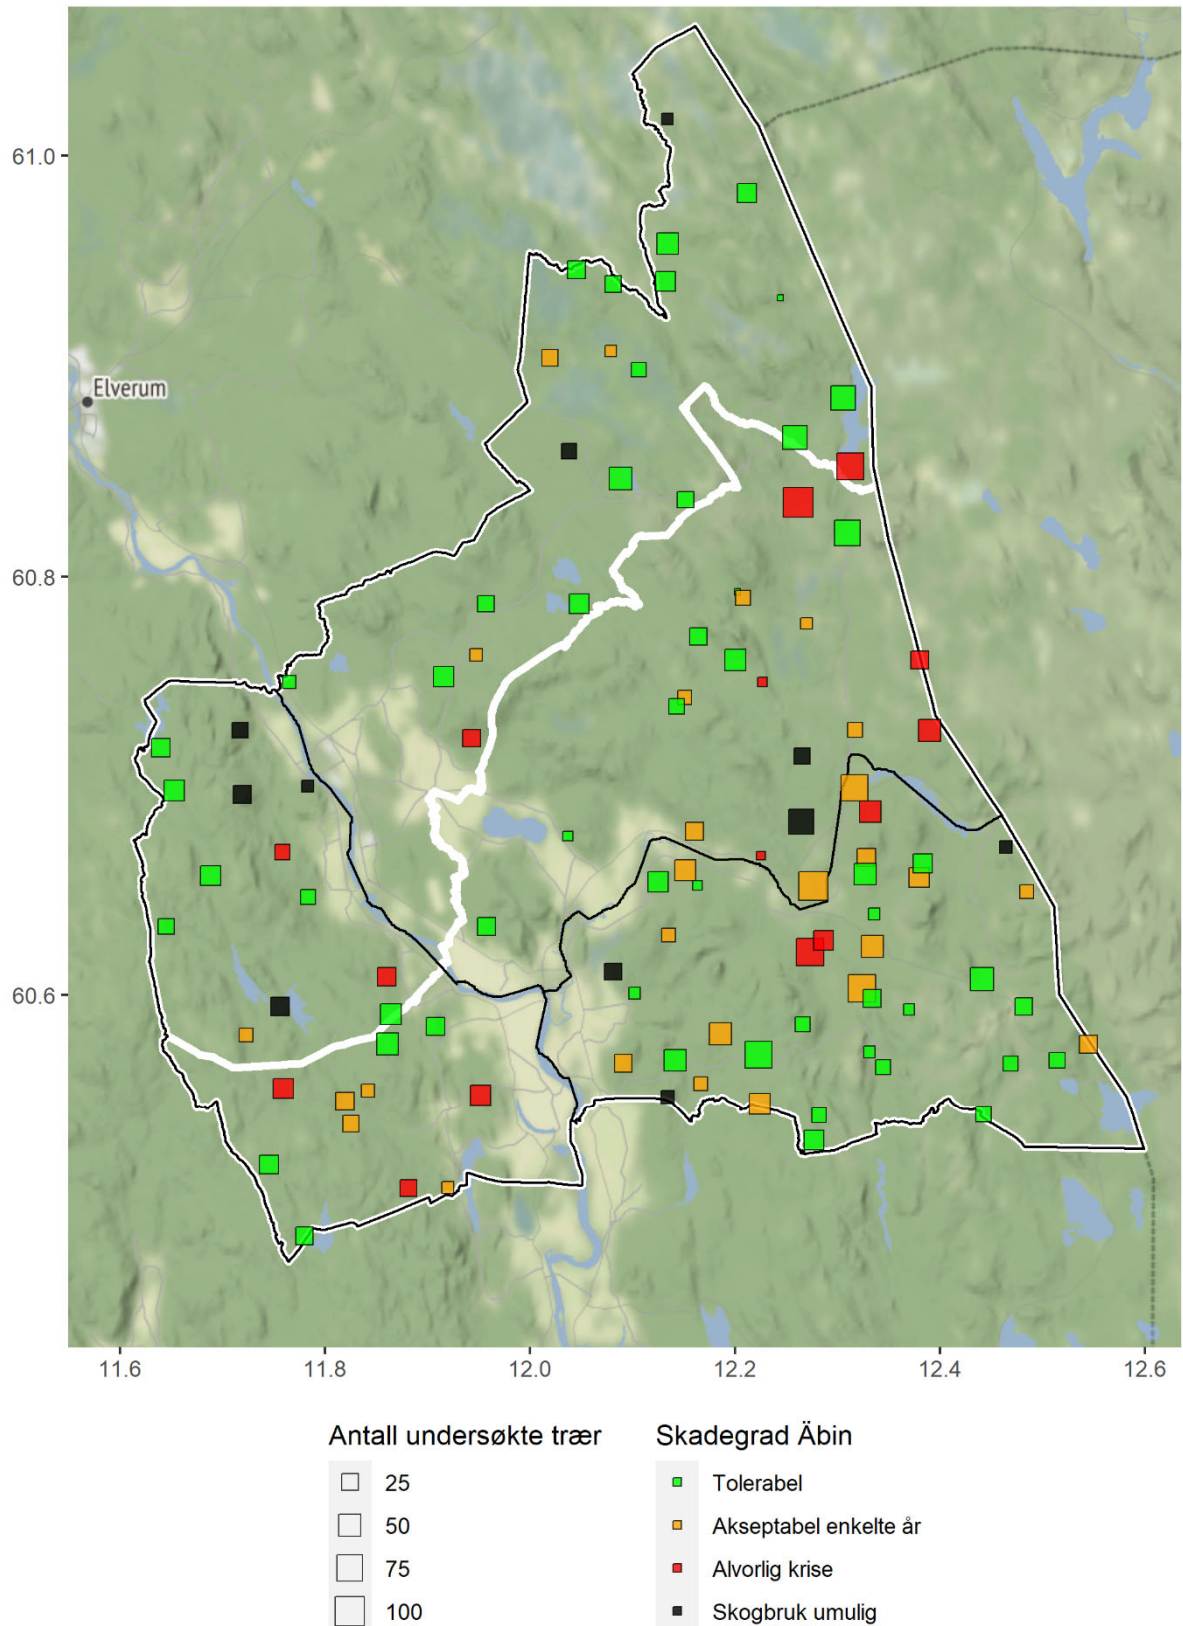 61.0
Elverum
60.8
60.6
11.6 11.8 12.0 12.2 12.4 12.6
Antall undersøkte trær
25
50
75
100
Skadegrad Äbin
Tolerabel
Akseptabel enkelte år
Alvorlig krise
Skogbruk umulig